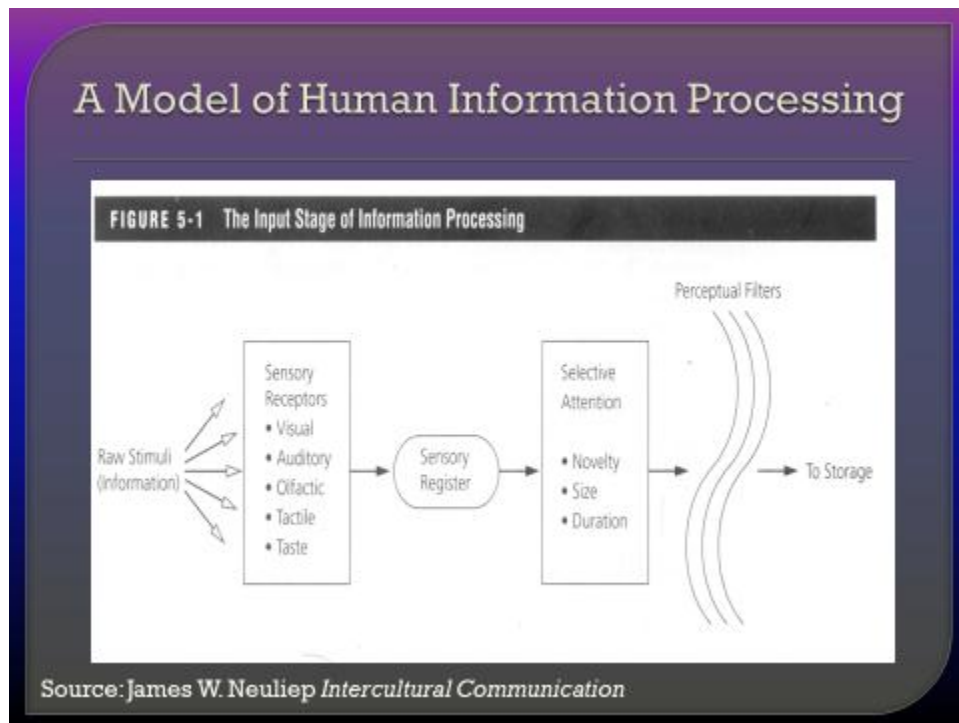 A Model of Human Information Processing
FIGURE 5-1 The Input Stage of Information Processing
Raw Stimuli
(Information)
Sensory
Receptors
• Visual
• Auditory
• Olfactic
• Tactile
• Taste
Sensory
Register
Selective
Attention
• Novelty
• Size
• Duration
Perceptual Filters
To Storage
Source: James W. Neuliep Intercultural Communication